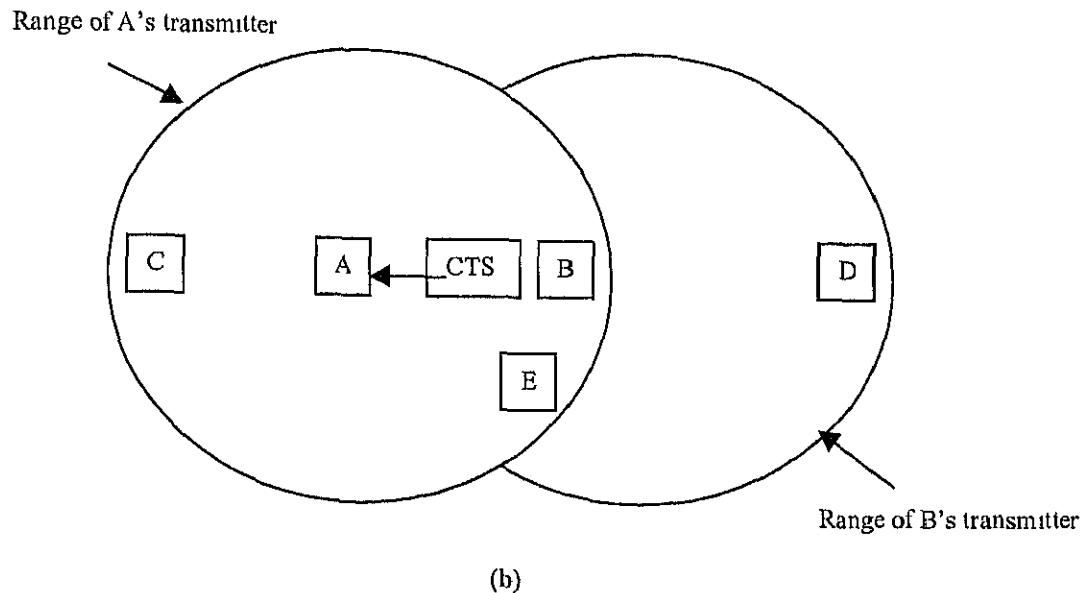 Range of A's transmitter
C
A
CTS
B
D
E
Range of B's transmitter
(b)